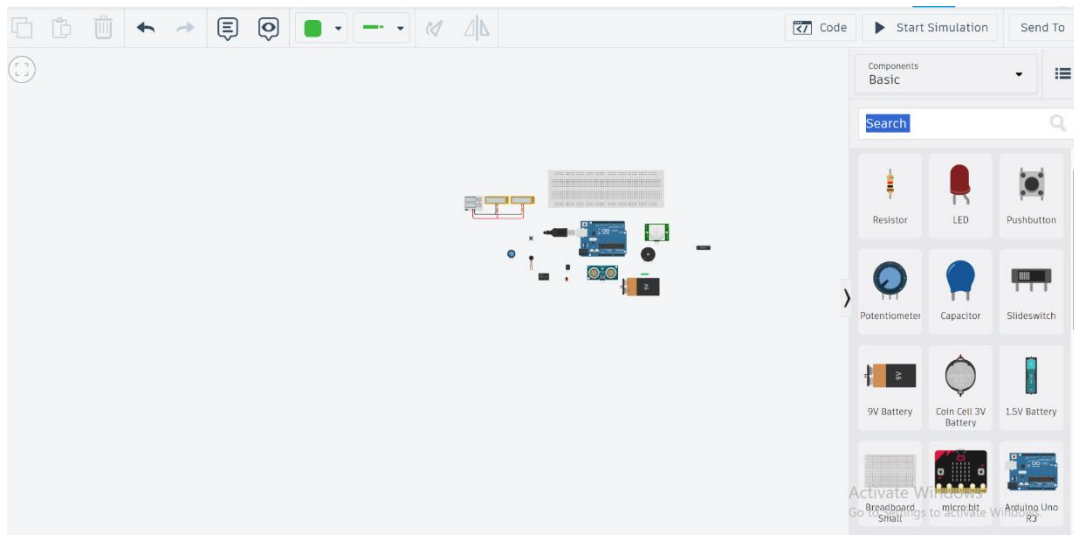 Code
Start Simulation
Send To
Components
Basic
Search
Resistor
LED
Pushbutton
Potentiometer
Capacitor
Slideswitch
9V
9V Battery
Coin Cell 3V
Battery
1.5V Battery
Breadboard
Small
micro:bit
Arduino Uno
R3
Activate Windows
Go to Settings to activate Windows.
9V